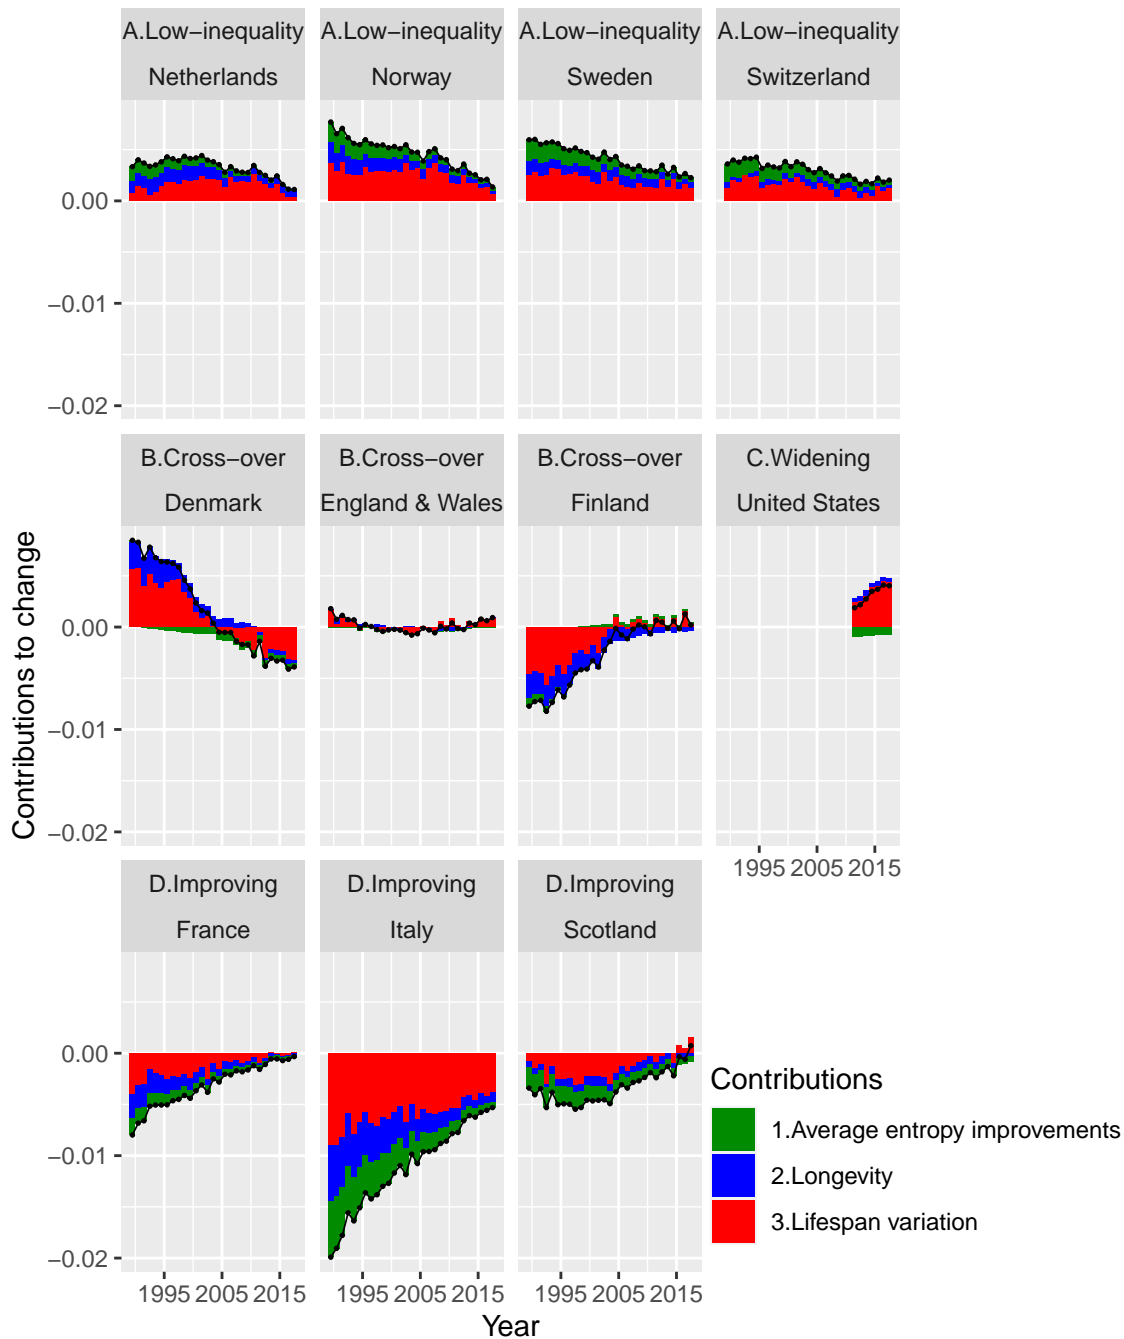 A.Low−inequality
Netherlands
A.Low−inequality
Norway
A.Low−inequality
Sweden
A.Low−inequality
Switzerland
0.00
−0.01
−0.02
B.Cross−over
Denmark
B.Cross−over
England & Wales
B.Cross−over
Finland
C.Widening
United States
0.00
−0.01
−0.02
1995 2005 2015
D.Improving
France
D.Improving
Italy
D.Improving
Scotland
0.00
−0.01
−0.02
1995 2005 2015
1995 2005 2015
1995 2005 2015
Year
Contributions to change
Contributions
1.Average entropy improvements
2.Longevity
3.Lifespan variation